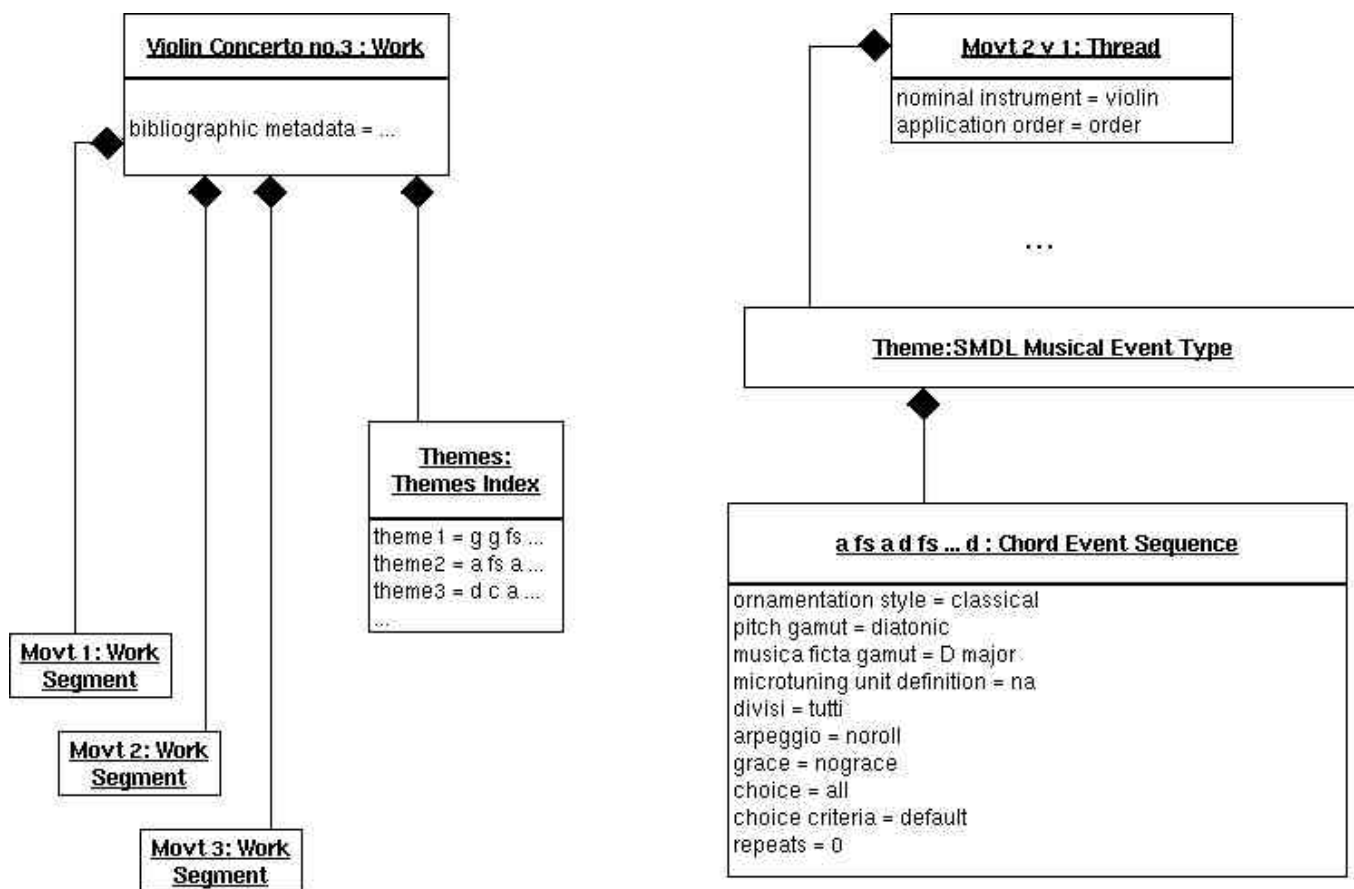 Violin Concerto no.3 : Work
bibliographic metadata = ...
Themes:
Themes Index
theme1 = g g fs ...
theme2 = a fs a ...
theme3 = d c a ...
...
Movt 1: Work
Segment
Movt 2: Work
Segment
Movt 3: Work
Segment
Movt 2 v 1: Thread
nominal instrument = violin
application order = order
...
Theme:SMDL Musical Event Type
a fs a d fs ... d : Chord Event Sequence
ornamentation style = classical
pitch gamut = diatonic
musica ficta gamut = D major
microtuning unit definition = na
divisi = tutti
arpeggio = noroll
grace = nograce
choice = all
choice criteria = default
repeats = 0